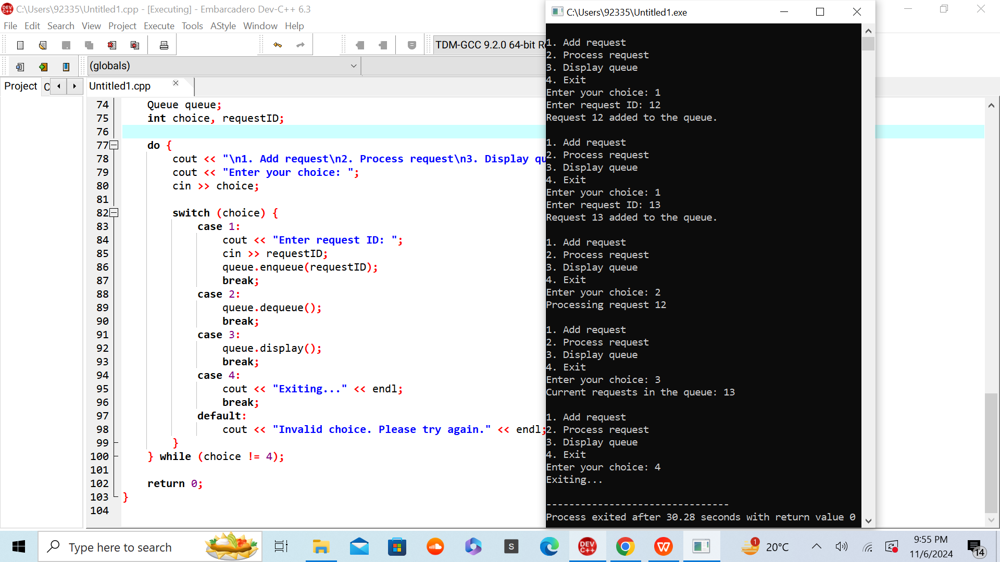 C:\Users\92335\Untitled1.cpp - [Executing] - Embarcadero Dev-C++ 6.3
File Edit Search View Project Execute Tools AStyle Window Help
TDM-GCC 9.2.0 64-bit Re
(globals)
Project
Untitled1.cpp
74 Queue queue;
75 int choice, requestID;
76
77 do {
78 cout << "\n1. Add request\n2. Process request\n3. Display qu
79 cout << "Enter your choice: ";
80 cin >> choice;
81
82 switch (choice) {
83 case 1:
84 cout << "Enter request ID: ";
85 cin >> requestID;
86 queue.enqueue(requestID);
87 break;
88 case 2:
89 queue.dequeue();
90 break;
91 case 3:
92 queue.display();
93 break;
94 case 4:
95 cout << "Exiting..." << endl;
96 break;
97 default:
98 cout << "Invalid choice. Please try again." << endl;
99 }
100 } while (choice != 4);
101
102 return 0;
103 }
104
C:\Users\92335\Untitled1.exe
1. Add request
2. Process request
3. Display queue
4. Exit
Enter your choice: 1
Enter request ID: 12
Request 12 added to the queue.
1. Add request
2. Process request
3. Display queue
4. Exit
Enter your choice: 1
Enter request ID: 13
Request 13 added to the queue.
1. Add request
2. Process request
3. Display queue
4. Exit
Enter your choice: 2
Processing request 12
1. Add request
2. Process request
3. Display queue
4. Exit
Enter your choice: 3
Current requests in the queue: 13
1. Add request
2. Process request
3. Display queue
4. Exit
Enter your choice: 4
Exiting...
--------------------------------
Process exited after 30.28 seconds with return value 0
Type here to search
S
DEV C++
W
1
20°C
9:55 PM
11/6/2024
14